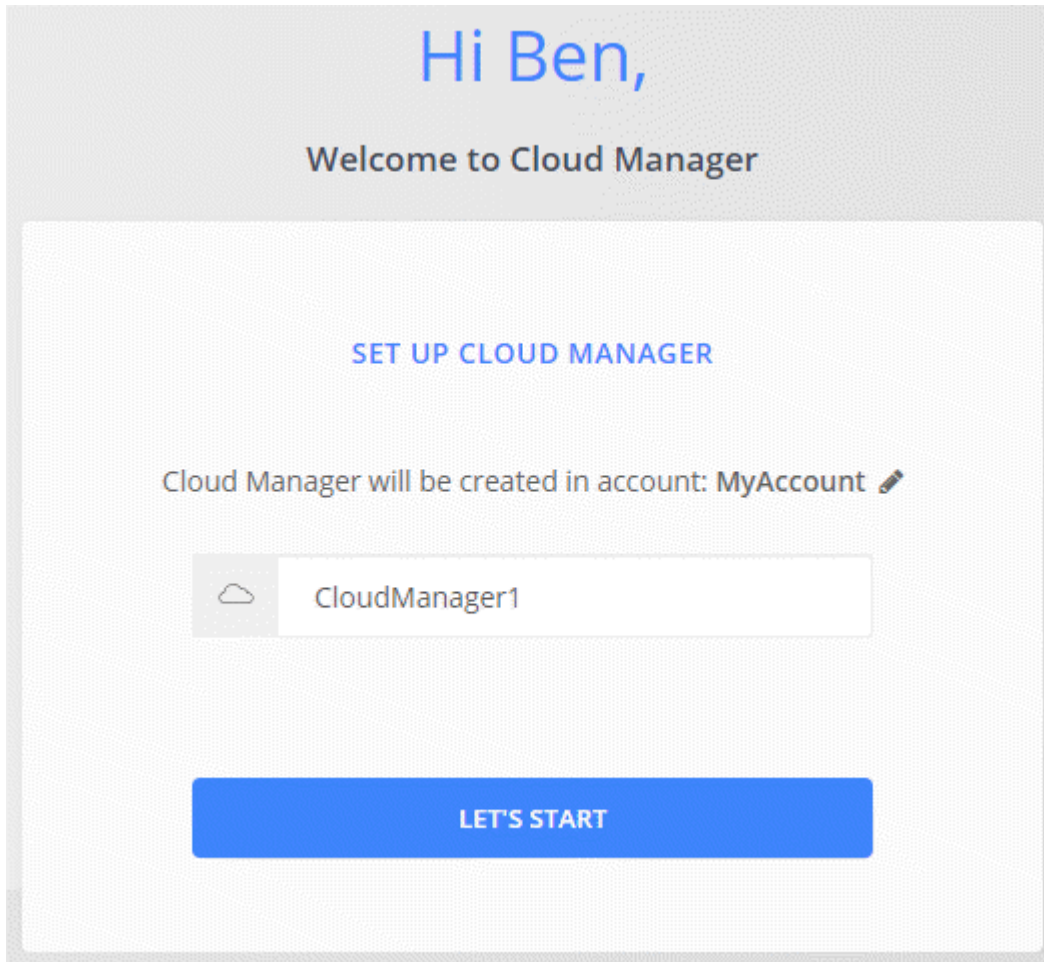 Hi Ben,
Welcome to Cloud Manager
SET UP CLOUD MANAGER
Cloud Manager will be created in account: MyAccount
CloudManager1
LET'S START